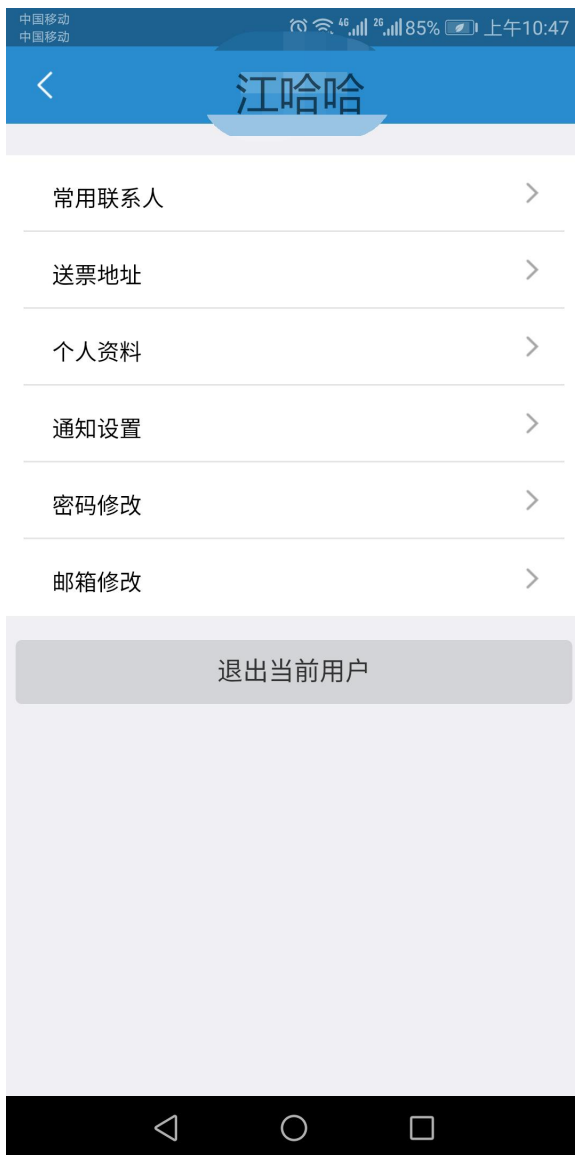 中国移动
中国移动
4G 2G 85% 上午10:47
江哈哈
常用联系人
送票地址
个人资料
通知设置
密码修改
邮箱修改
退出当前用户